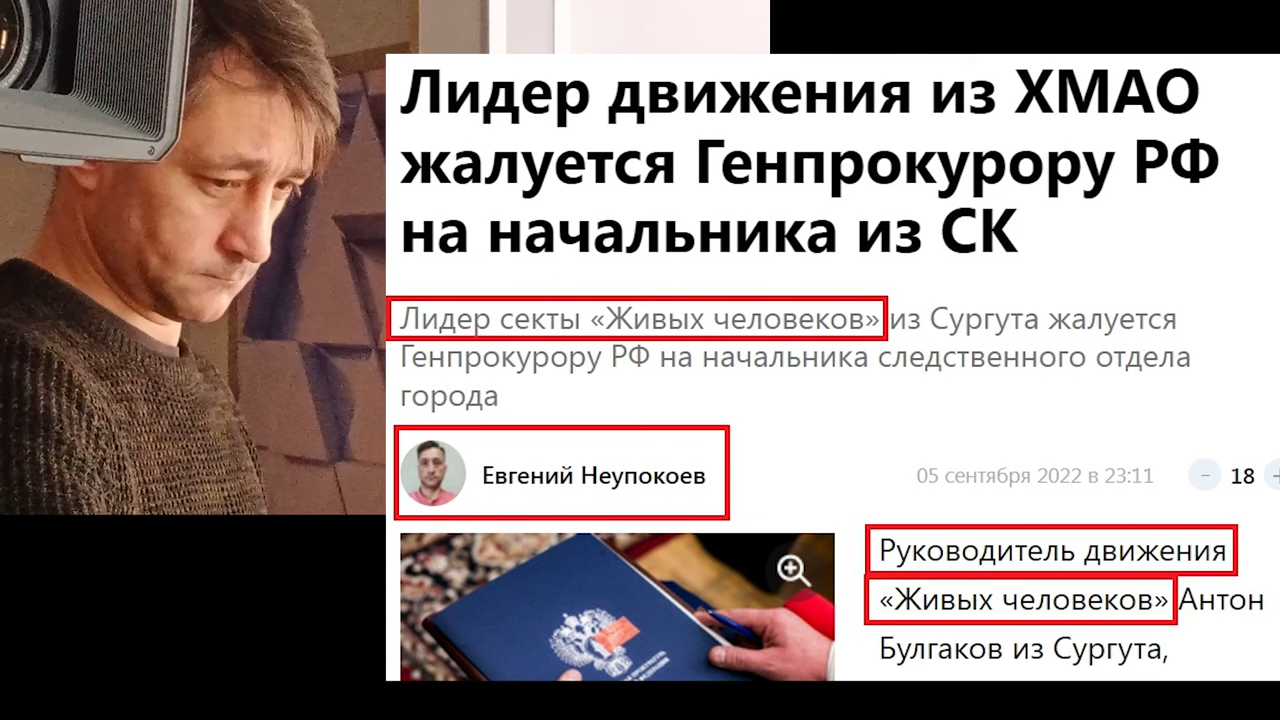 Лидер движения из ХМАО
жалуется Генпрокурору РФ
на начальника из СК
Лидер секты «Живых человеков» из Сургута жалуется
Генпрокурору РФ на начальника следственного отдела
города
Евгений Неупокоев
05 сентября 2022 в 23:11
18
Руководитель движения
«Живых человеков» Антон
Булгаков из Сургута,